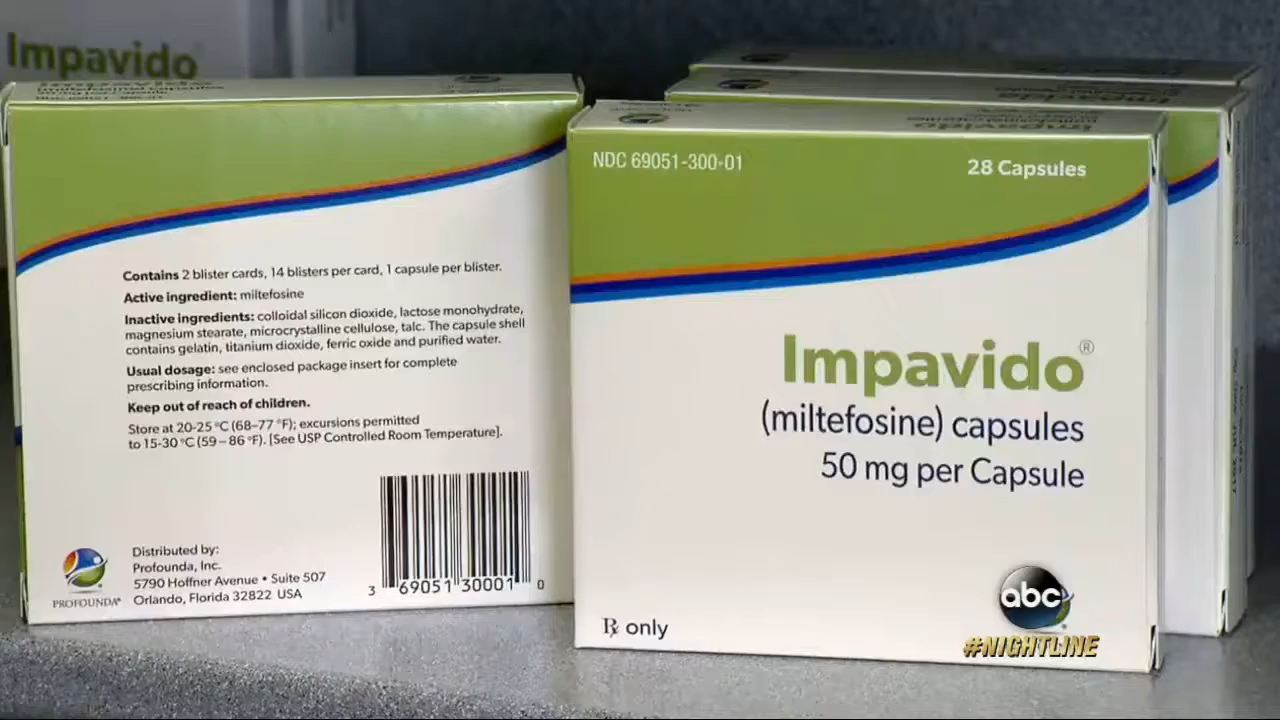 Impavido
Contains 2 blister cards, 14 blisters per card, 1 capsule per blister.
Active ingredient: miltefosine
Inactive ingredients: colloidal silicon dioxide, lactose monohydrate,
magnesium stearate, microcrystalline cellulose, talc. The capsule shell
contains gelatin, titanium dioxide, ferric oxide and purified water.
Usual dosage: see enclosed package insert for complete
prescribing information.
Keep out of reach of children.
Store at 20-25 °C (68–77 °F); excursions permitted
to 15-30 °C (59 – 86 °F). [See USP Controlled Room Temperature].
Distributed by:
Profounda, Inc.
5790 Hoffner Avenue • Suite 507
Orlando, Florida 32822 USA
PROFOUNDA®
3 69051 30001 0
Impavido
Impavido
NDC 69051-300-01
28 Capsules
Impavido®
(miltefosine) capsules
50 mg per Capsule
℞ only
abc
#NIGHTLINE